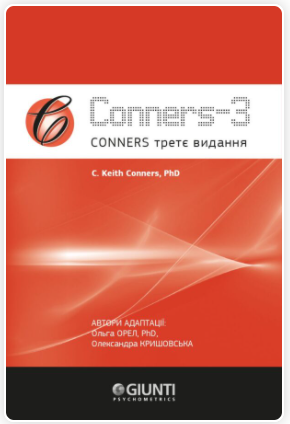 Conners-3
CONNERS третє видання
C. Keith Conners, PhD
АВТОРИ АДАПТАЦІЇ:
Ольга ОРЕЛ, PhD,
Олександра КРИШОВСЬКА
GIUNTI
PSYCHOMETRICS